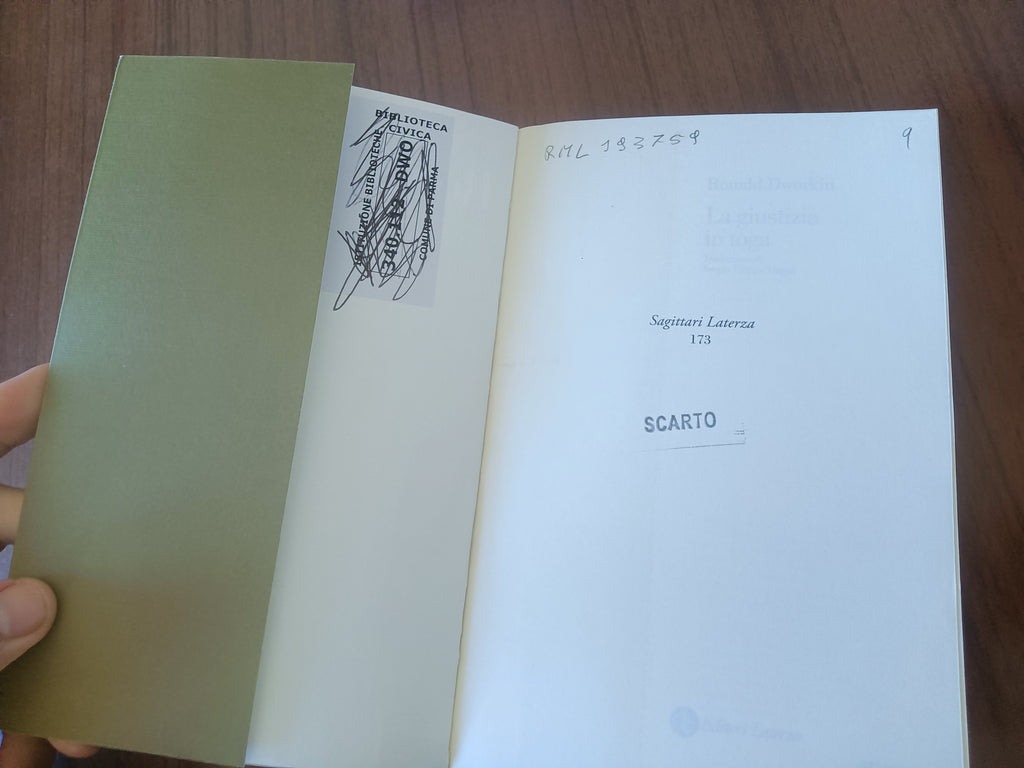 BIBLIOTECA
CIVICA
ISTITUZIONE BIBLIOTECHE
340.112 DWO
COMUNE DI PARMA
RML 193759
9
Ronald Dworkin
La giustizia
in toga
Sagittari Laterza
173
SCARTO
Editori Laterza